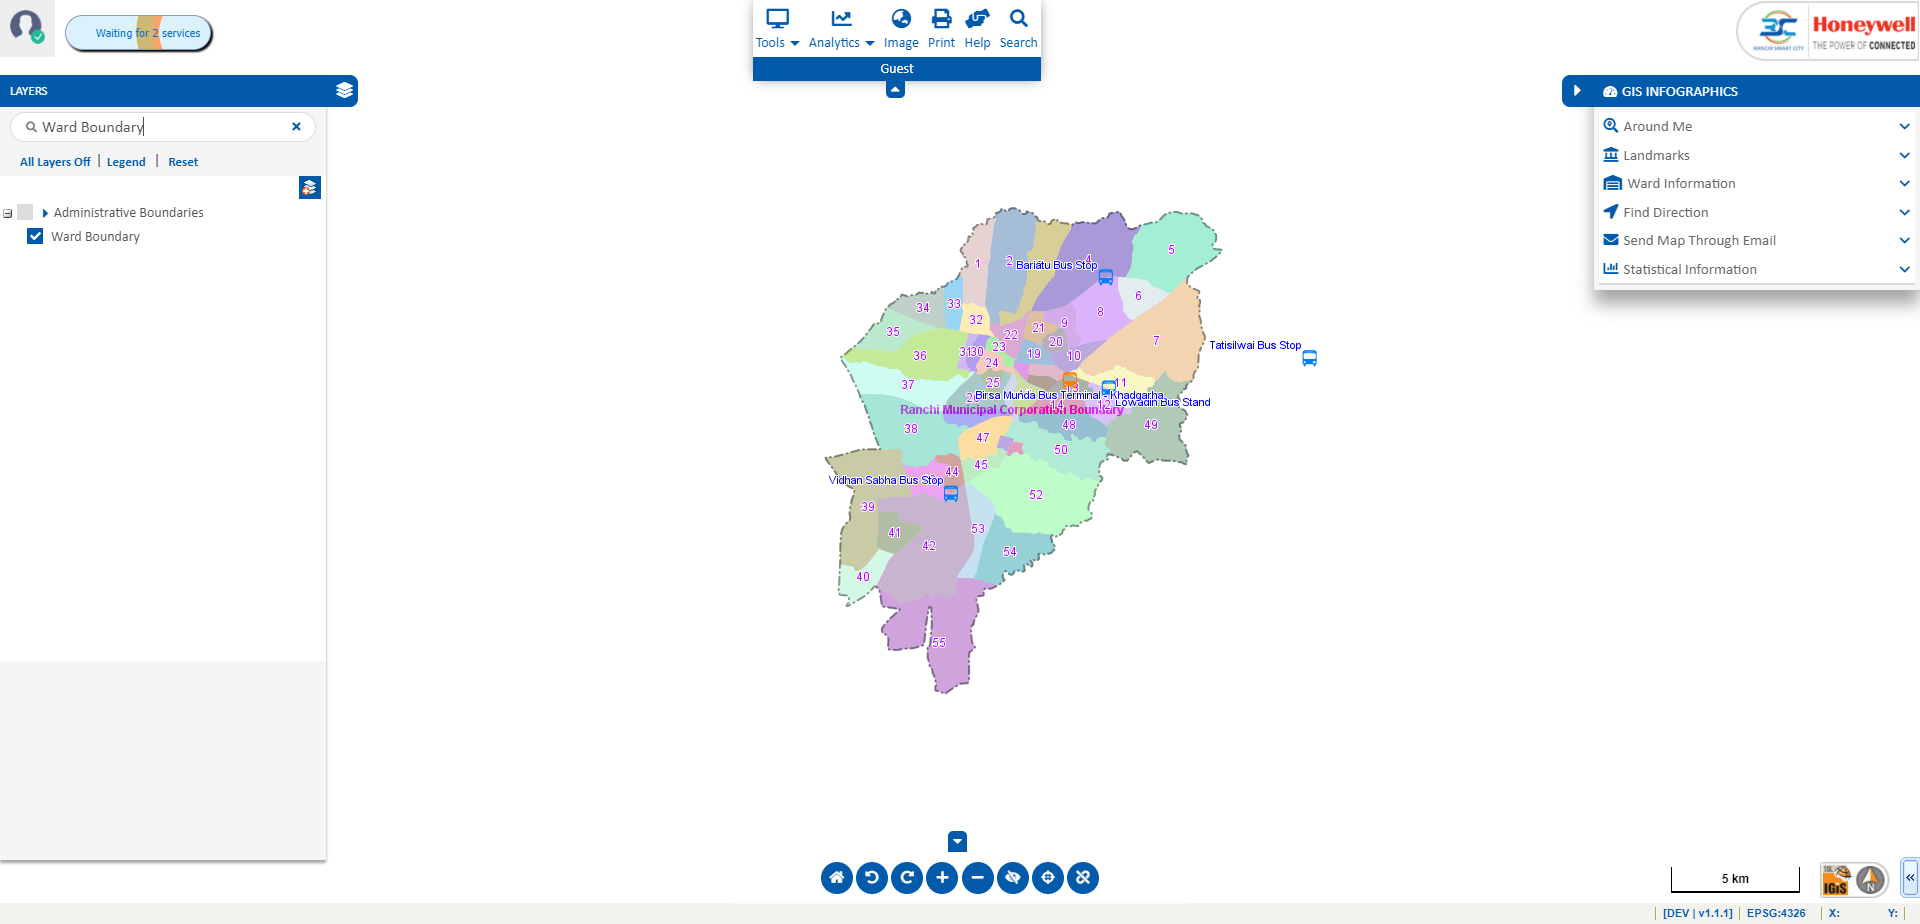 Waiting for 2 services
Tools
Analytics
Image
Print
Help
Search
Guest
RANCHI SMART CITY
Honeywell
THE POWER OF CONNECTED
LAYERS
Ward Boundary
All Layers Off
Legend
Reset
Administrative Boundaries
Ward Boundary
GIS INFOGRAPHICS
Around Me
Landmarks
Ward Information
Find Direction
Send Map Through Email
Statistical Information
1
2
4
5
Bariatu Bus Stop
6
33
34
8
32
9
21
35
22
20
7
23
19
31
30
10
36
24
Tatisilwai Bus Stop
37
25
11
13
Birsa Munda Bus Terminal - Khadgarha
Lowadih Bus Stand
14
12
Ranchi Municipal Corporation Boundary
38
48
49
47
50
45
44
Vidhan Sabha Bus Stop
52
39
53
41
42
54
40
55
5 km
SGL
IGiS
N
[DEV | v1.1.1]
EPSG:4326
X:
Y: